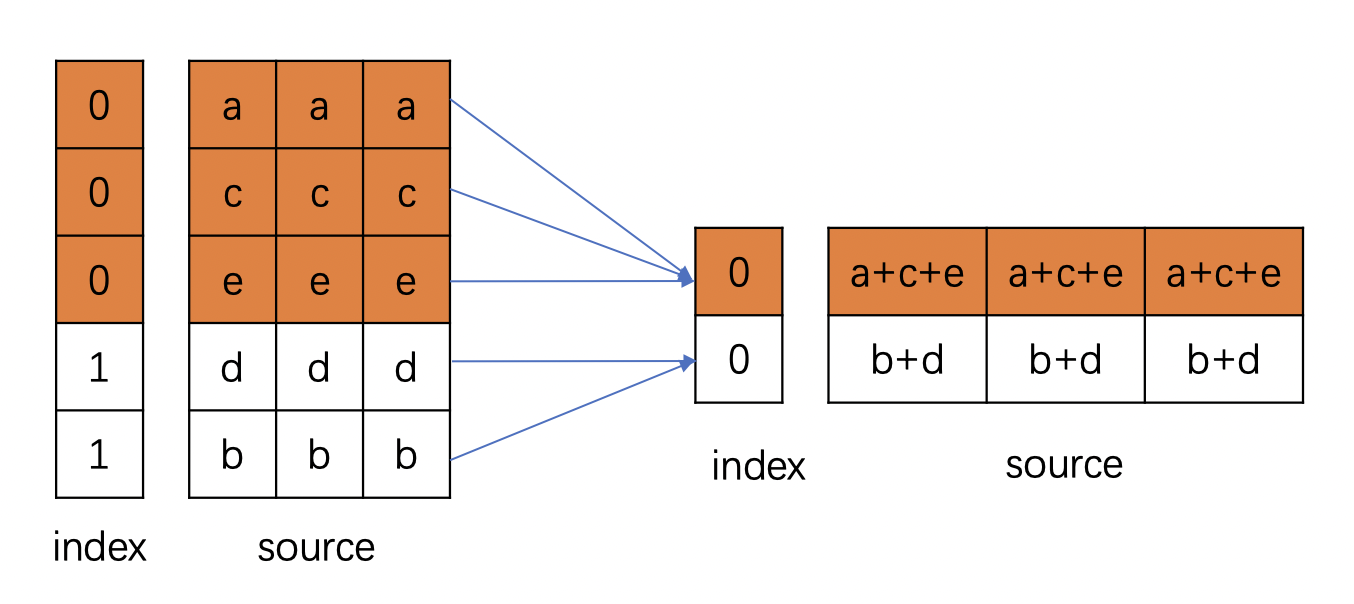 0 a a a
0 c c c
0 e e e
1 d d d
1 b b b
index source
0 a+c+e a+c+e a+c+e
0 b+d b+d b+d
index source